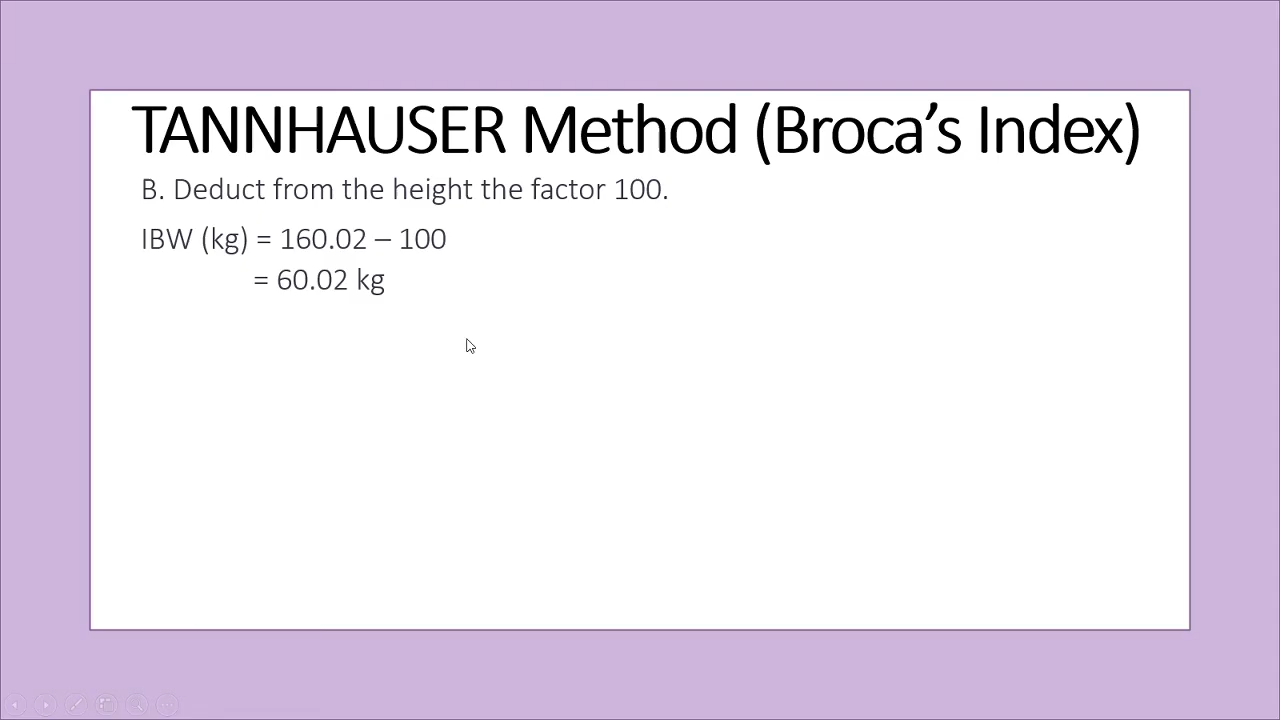 TANNHAUSER Method (Broca’s Index)
B. Deduct from the height the factor 100.
IBW (kg) = 160.02 – 100
= 60.02 kg